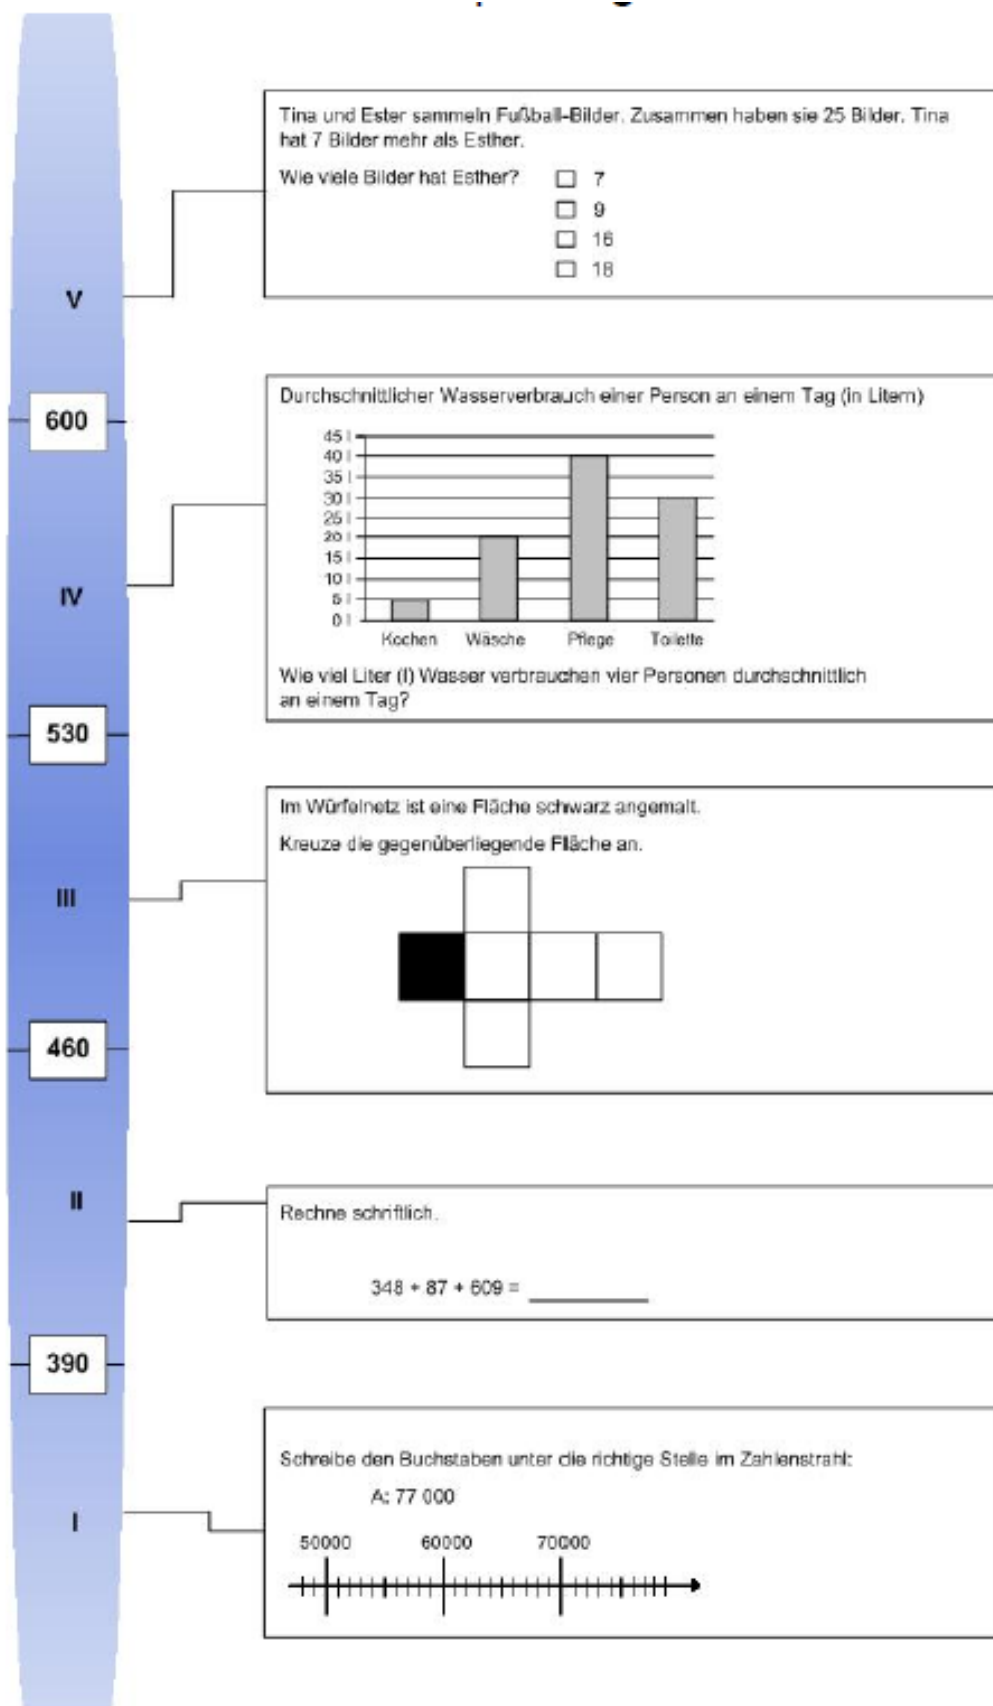 Tina und Ester sammeln Fußball-Bilder. Zusammen haben sie 25 Bilder. Tina
hat 7 Bilder mehr als Esther.
Wie viele Bilder hat Esther?
7
9
16
18
V
600
Durchschnittlicher Wasserverbrauch einer Person an einem Tag (in Litern)
45 l
40 l
35 l
30 l
25 l
20 l
15 l
10 l
5 l
0 l
Kochen Wäsche Pflege Toilette
Wie viel Liter (l) Wasser verbrauchen vier Personen durchschnittlich
an einem Tag?
IV
530
Im Würfelnetz ist eine Fläche schwarz angemalt.
Kreuze die gegenüberliegende Fläche an.
III
460
II
Rechne schriftlich.
348 + 87 + 609 =
390
Schreibe den Buchstaben unter die richtige Stelle im Zahlenstrahl:
A: 77 000
I
50000 60000 70000